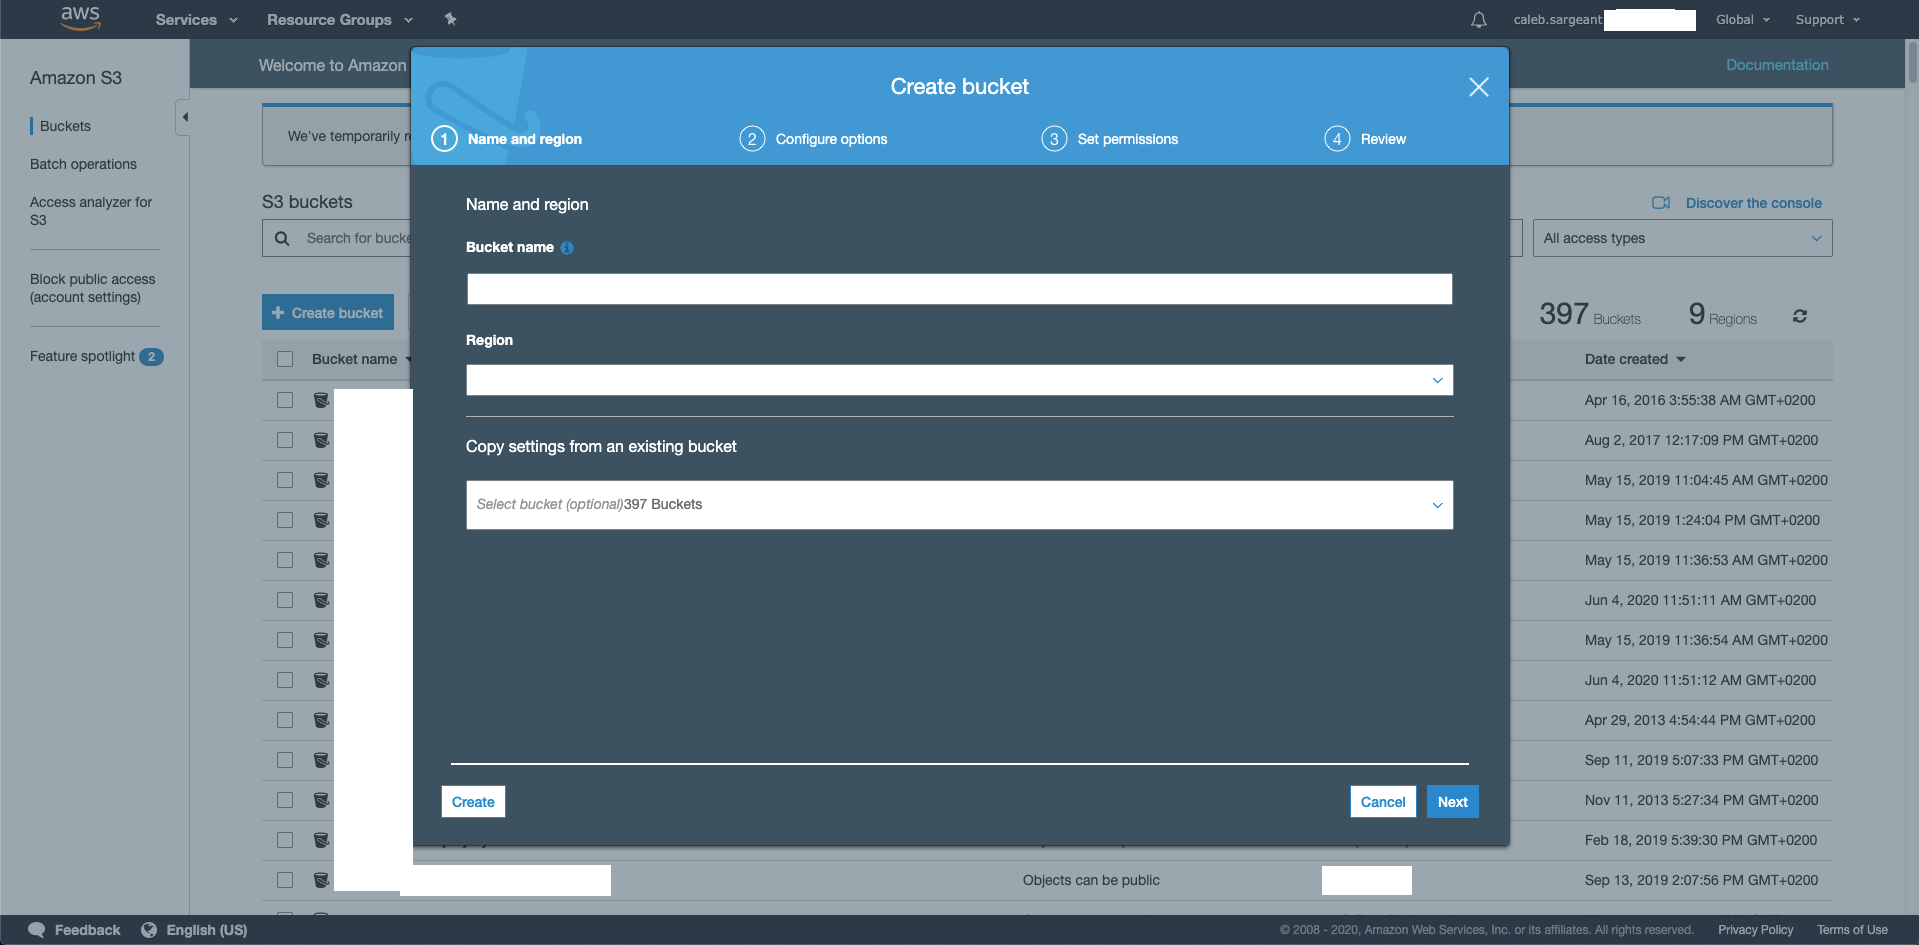 aws Services Resource Groups caleb.sargeant Global Support
Amazon S3
Buckets
Batch operations
Access analyzer for
S3
Block public access
(account settings)
Feature spotlight 2
Welcome to Amazon
Documentation
We've temporarily
S3 buckets
Discover the console
Search for
All access types
+ Create bucket
397 Buckets 9 Regions
Bucket name
Date created
Apr 16, 2016 3:55:38 AM GMT+0200
Aug 2, 2017 12:17:09 PM GMT+0200
May 15, 2019 11:04:45 AM GMT+0200
May 15, 2019 1:24:04 PM GMT+0200
May 15, 2019 11:36:53 AM GMT+0200
Jun 4, 2020 11:51:11 AM GMT+0200
May 15, 2019 11:36:54 AM GMT+0200
Jun 4, 2020 11:51:12 AM GMT+0200
Apr 29, 2013 4:54:44 PM GMT+0200
Sep 11, 2019 5:07:33 PM GMT+0200
Nov 11, 2013 5:27:34 PM GMT+0200
Feb 18, 2019 5:39:30 PM GMT+0200
Objects can be public
Sep 13, 2019 2:07:56 PM GMT+0200
Create bucket
1 Name and region
2 Configure options
3 Set permissions
4 Review
Name and region
Bucket name
Region
Copy settings from an existing bucket
Select bucket (optional)397 Buckets
Create
Cancel
Next
Feedback English (US)
© 2008 - 2020, Amazon Web Services, Inc. or its affiliates. All rights reserved. Privacy Policy Terms of Use